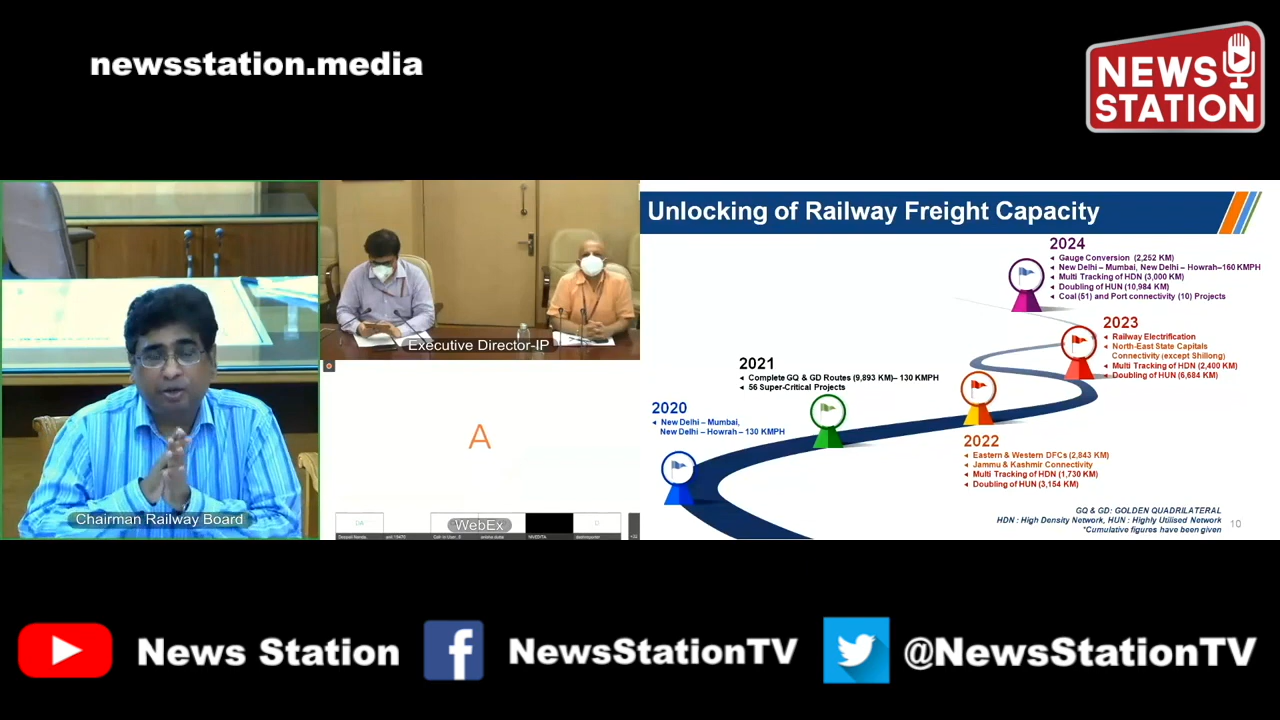 newsstation.media
NEWS
STATION
Chairman Railway Board
Executive Director-IP
A
WebEx
Unlocking of Railway Freight Capacity
2024
Gauge Conversion (2,252 KM)
New Delhi – Mumbai, New Delhi – Howrah–160 KMPH
Multi Tracking of HDN (3,000 KM)
Doubling of HUN (10,984 KM)
Coal (51) and Port connectivity (10) Projects
2023
Railway Electrification
North-East State Capitals
Connectivity (except Shillong)
Multi Tracking of HDN (2,400 KM)
Doubling of HUN (6,684 KM)
2021
Complete GQ & GD Routes (9,893 KM)– 130 KMPH
56 Super-Critical Projects
2020
New Delhi – Mumbai,
New Delhi – Howrah – 130 KMPH
2022
Eastern & Western DFCs (2,843 KM)
Jammu & Kashmir Connectivity
Multi Tracking of HDN (1,730 KM)
Doubling of HUN (3,154 KM)
GQ & GD: GOLDEN QUADRILATERAL
HDN : High Density Network, HUN : Highly Utilised Network
*Cumulative figures have been given
10
News Station
NewsStationTV
@NewsStationTV